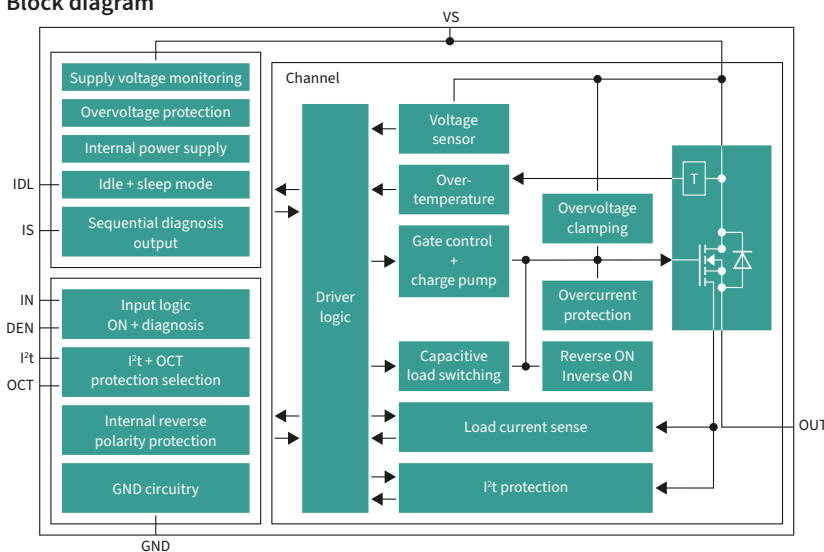 Block diagram
VS
Supply voltage monitoring
Overvoltage protection
Internal power supply
IDL
Idle + sleep mode
IS
Sequential diagnosis
output
IN
DEN
Input logic
ON + diagnosis
I²t
OCT
I²t + OCT
protection selection
Internal reverse
polarity protection
GND circuitry
GND
Channel
Driver
logic
Voltage
sensor
Over-
temperature
Gate control
+
charge pump
Capacitive
load switching
Overvoltage
clamping
Overcurrent
protection
Reverse ON
Inverse ON
Load current sense
I²t protection
T
OUT